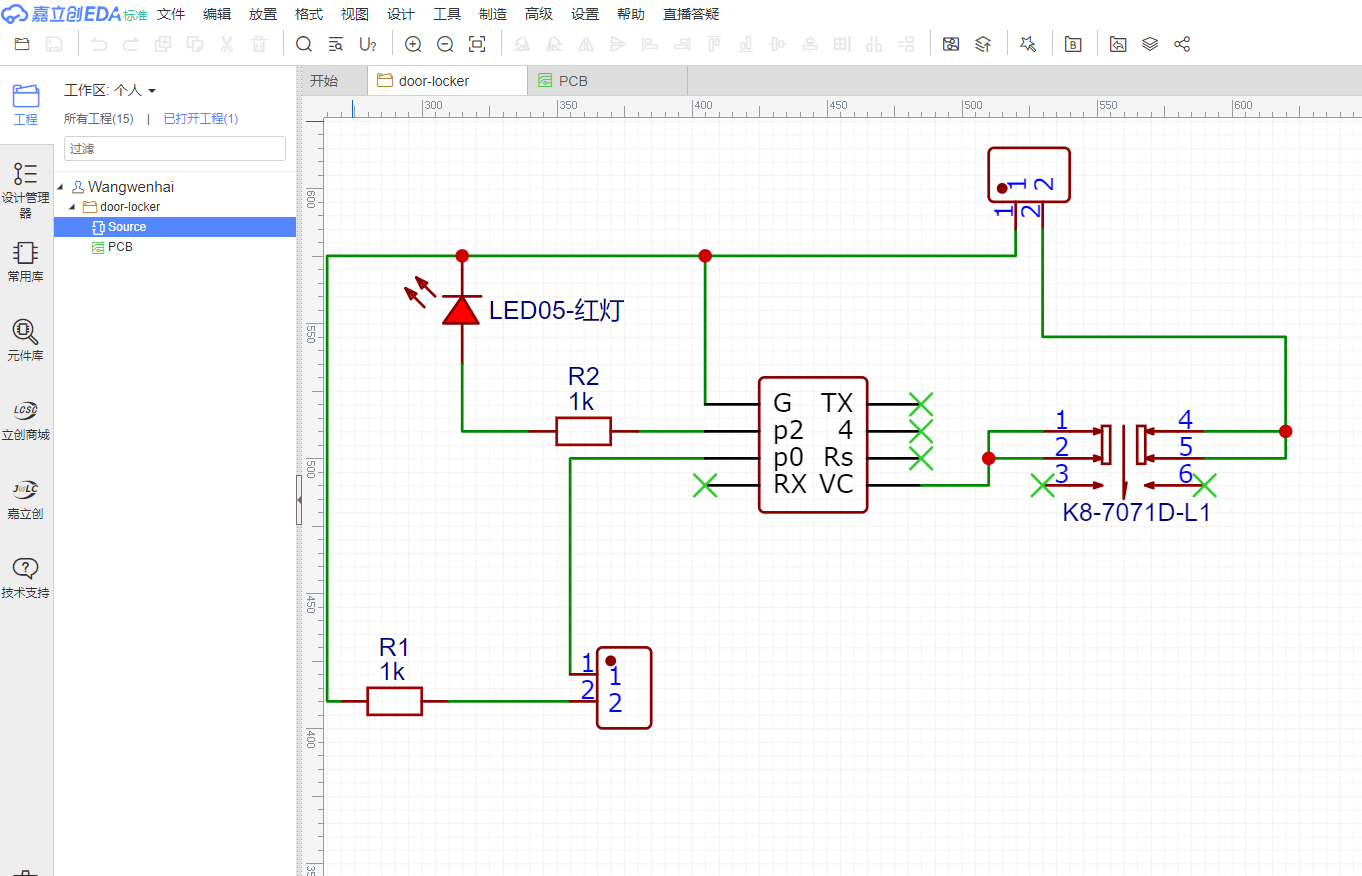 嘉立创EDA 标准 文件 编辑 放置 格式 视图 设计 工具 制造 高级 设置 帮助 直播答疑
工程
设计管理器
常用库
元件库
LCSC
立创商城
J@LC
嘉立创
技术支持
工作区: 个人
所有工程(15) | 已打开工程(1)
过滤
Wangwenhai
door-locker
Source
PCB
开始 door-locker PCB
300 350 400 450 500 550 600
600
550
500
450
400
35
1 2
1 2
LED05-红灯
R2
1k
G TX
p2 4
p0 Rs
RX VC
1 4
2 5
3 6
K8-7071D-L1
R1
1k
1 1
2 2